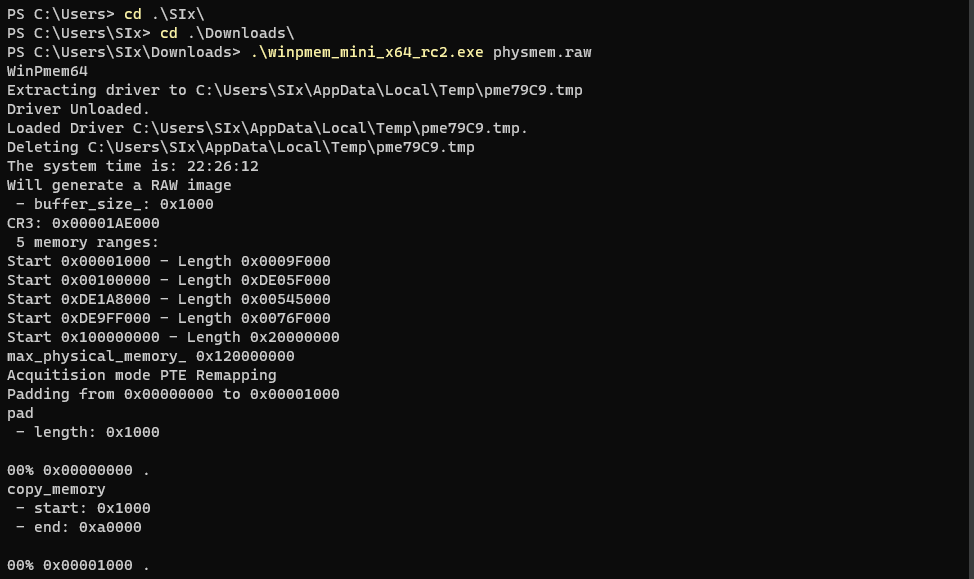 PS C:\Users> cd .\SIx\
PS C:\Users\SIx> cd .\Downloads\
PS C:\Users\SIx\Downloads> .\winpmem_mini_x64_rc2.exe physmem.raw
WinPmem64
Extracting driver to C:\Users\SIx\AppData\Local\Temp\pme79C9.tmp
Driver Unloaded.
Loaded Driver C:\Users\SIx\AppData\Local\Temp\pme79C9.tmp.
Deleting C:\Users\SIx\AppData\Local\Temp\pme79C9.tmp
The system time is: 22:26:12
Will generate a RAW image
 - buffer_size_: 0x1000
CR3: 0x00001AE000
 5 memory ranges:
Start 0x00001000 - Length 0x0009F000
Start 0x00100000 - Length 0xDE05F000
Start 0xDE1A8000 - Length 0x00545000
Start 0xDE9FF000 - Length 0x0076F000
Start 0x100000000 - Length 0x20000000
max_physical_memory_ 0x120000000
Acquitision mode PTE Remapping
Padding from 0x00000000 to 0x00001000
pad
 - length: 0x1000
00% 0x00000000 .
copy_memory
 - start: 0x1000
 - end: 0xa0000
00% 0x00001000 .